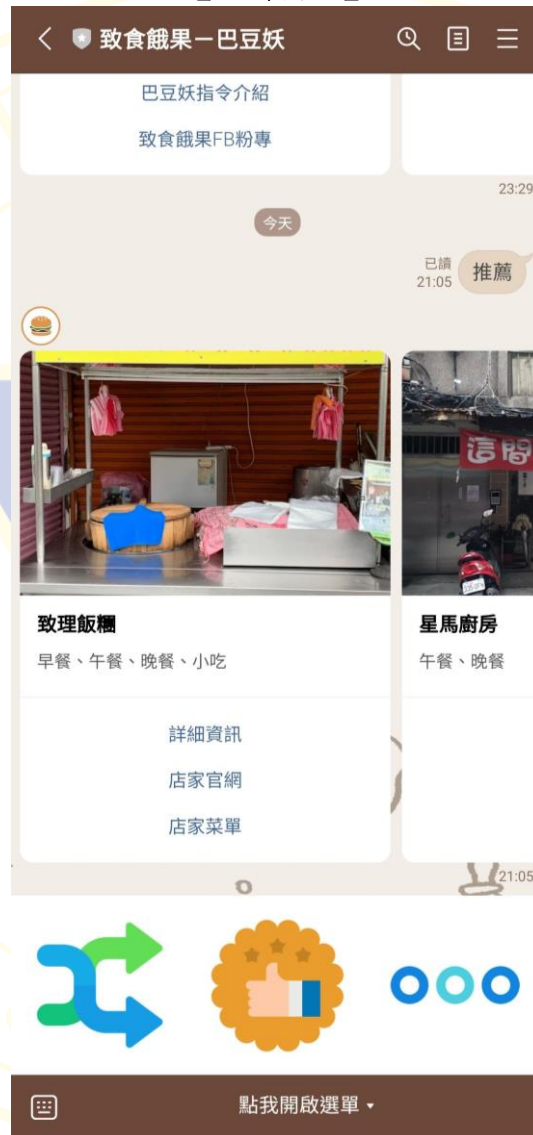 致食餓果－巴豆妖
巴豆妖指令介紹
致食餓果FB粉專
23:29
今天
已讀
21:05
推薦
這間
致理飯糰
早餐、午餐、晚餐、小吃
詳細資訊
店家官網
店家菜單
星馬廚房
午餐、晚餐
21:05
點我開啟選單